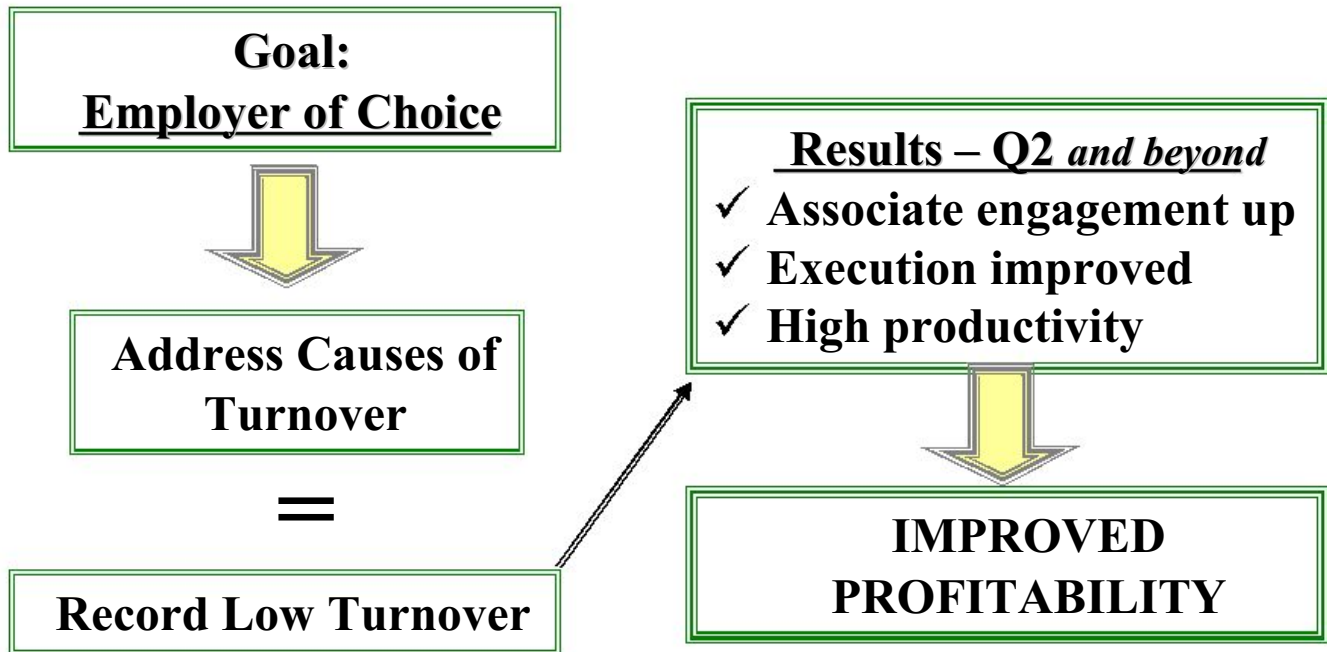 Goal:
Employer of Choice
Address Causes of
Turnover
=
Record Low Turnover
Results – Q2 and beyond
✓ Associate engagement up
✓ Execution improved
✓ High productivity
IMPROVED
PROFITABILITY